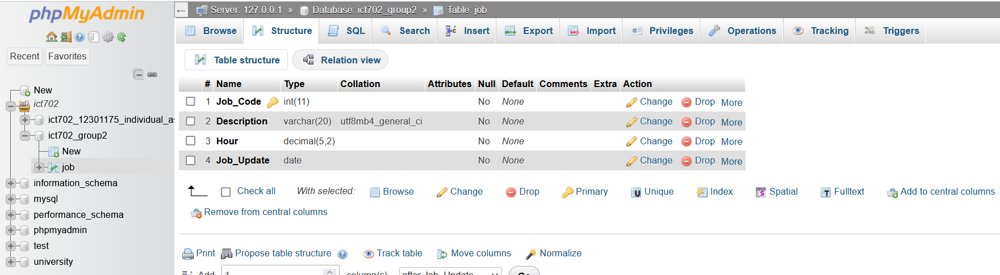 phpMyAdmin
Recent Favorites
New
ict702
ict702_12301175_individual_a
ict702_group2
New
job
information_schema
mysql
performance_schema
phpmyadmin
test
university
Server: 127.0.0.1 » Database: ict702_group2 » Table: job
Browse Structure SQL Search Insert Export Import Privileges Operations Tracking Triggers
Table structure Relation view
# Name Type Collation Attributes Null Default Comments Extra Action
1 Job_Code int(11) No None Change Drop More
2 Description varchar(20) utf8mb4_general_ci No None Change Drop More
3 Hour decimal(5,2) No None Change Drop More
4 Job_Update date No None Change Drop More
Check all With selected: Browse Change Drop Primary Unique Index Spatial Fulltext Add to central columns
Remove from central columns
Print Propose table structure Track table Move columns Normalize
Add 1 column(s) after Job_Update Go